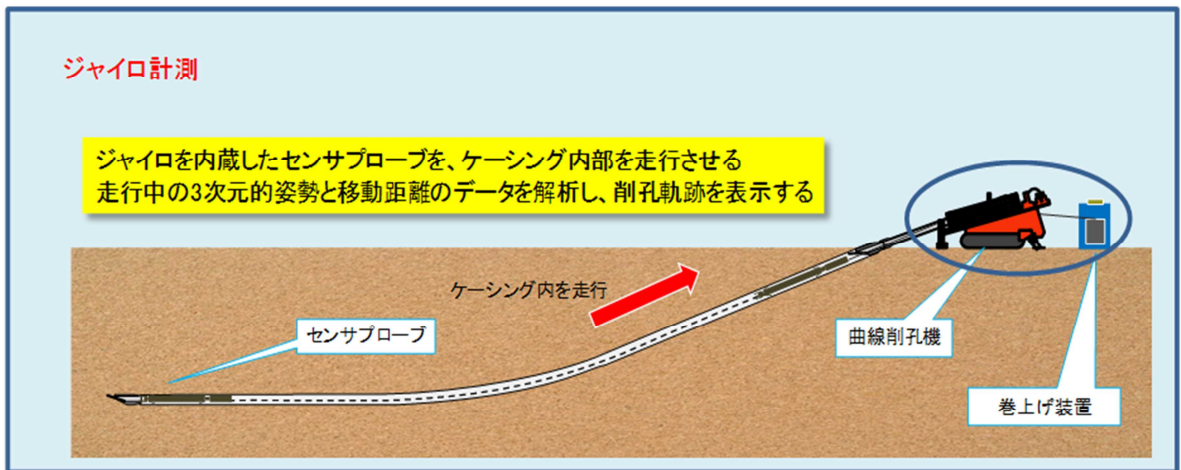 ジャイロ計測
ジャイロを内蔵したセンサプローブを、ケーシング内部を走行させる
走行中の3次元的姿勢と移動距離のデータを解析し、削孔軌跡を表示する
ケーシング内を走行
センサプローブ
曲線削孔機
巻上げ装置